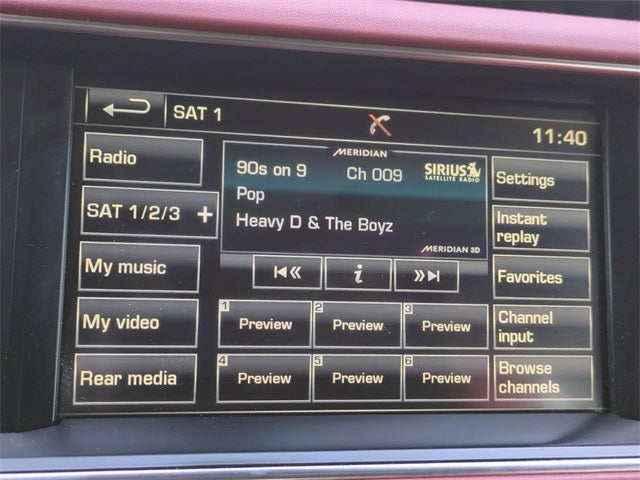 SAT 1
11:40
Radio
SAT 1/2/3 +
My music
My video
Rear media
MERIDIAN
90s on 9 Ch 009
SIRIUS
SATELLITE RADIO
Pop
Heavy D & The Boyz
MERIDIAN 3D
i
1 Preview
2 Preview
3 Preview
4 Preview
5 Preview
6 Preview
Settings
Instant
replay
Favorites
Channel
input
Browse
channels